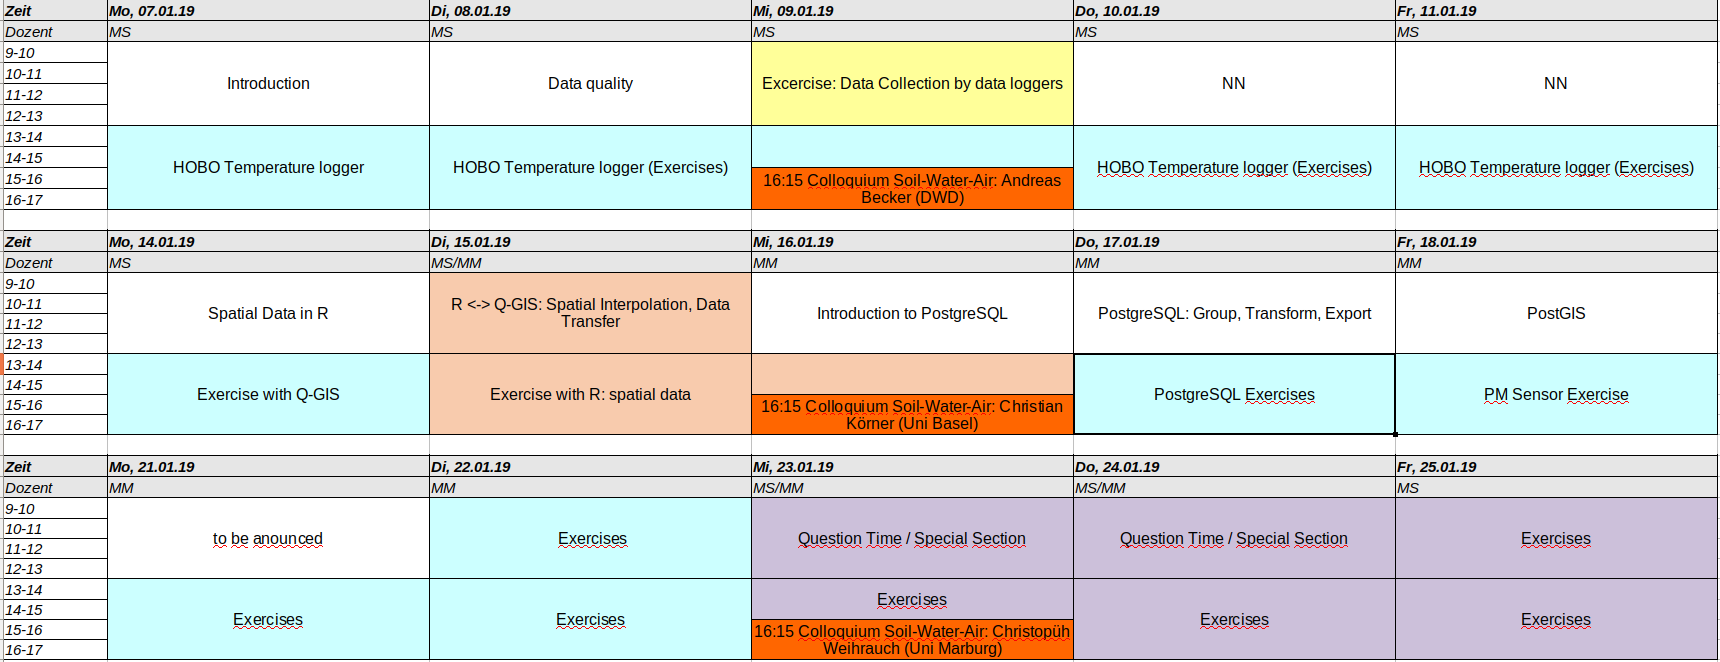 Zeit Mo, 07.01.19 Di, 08.01.19 Mi, 09.01.19 Do, 10.01.19 Fr, 11.01.19
Dozent MS MS MS MS MS
9-10
10-11
11-12
12-13
Introduction
Data quality
Excercise: Data Collection by data loggers
NN
NN
13-14
14-15
15-16
16-17
HOBO Temperature logger
HOBO Temperature logger (Exercises)
16:15 Colloquium Soil-Water-Air: Andreas
Becker (DWD)
HOBO Temperature logger (Exercises)
HOBO Temperature logger (Exercises)
Zeit Mo, 14.01.19 Di, 15.01.19 Mi, 16.01.19 Do, 17.01.19 Fr, 18.01.19
Dozent MS MS/MM MM MM MM
9-10
10-11
11-12
12-13
Spatial Data in R
R <-> Q-GIS: Spatial Interpolation, Data
Transfer
Introduction to PostgreSQL
PostgreSQL: Group, Transform, Export
PostGIS
13-14
14-15
15-16
16-17
Exercise with Q-GIS
Exercise with R: spatial data
16:15 Colloquium Soil-Water-Air: Christian
Körner (Uni Basel)
PostgreSQL Exercises
PM Sensor Exercise
Zeit Mo, 21.01.19 Di, 22.01.19 Mi, 23.01.19 Do, 24.01.19 Fr, 25.01.19
Dozent MM MM MS/MM MS/MM MS
9-10
10-11
11-12
12-13
to be anounced
Exercises
Question Time / Special Section
Question Time / Special Section
Exercises
13-14
14-15
15-16
16-17
Exercises
Exercises
Exercises
16:15 Colloquium Soil-Water-Air: Christopüh
Weihrauch (Uni Marburg)
Exercises
Exercises